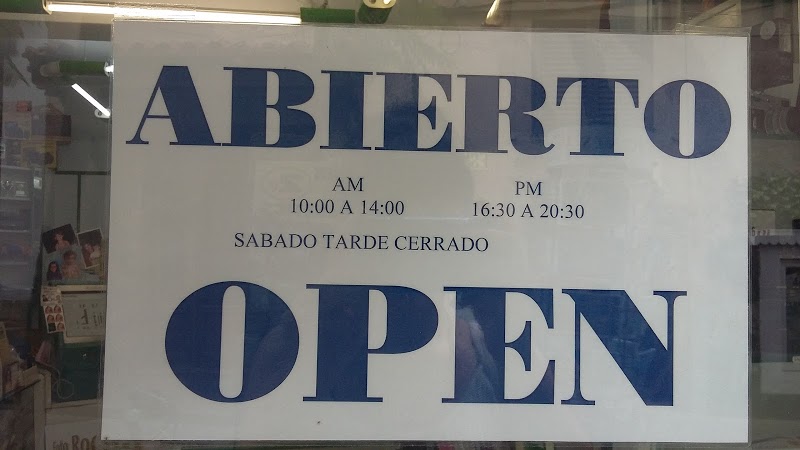 ABIERTO
AM PM
10:00 A 14:00 16:30 A 20:30
SABADO TARDE CERRADO
OPEN